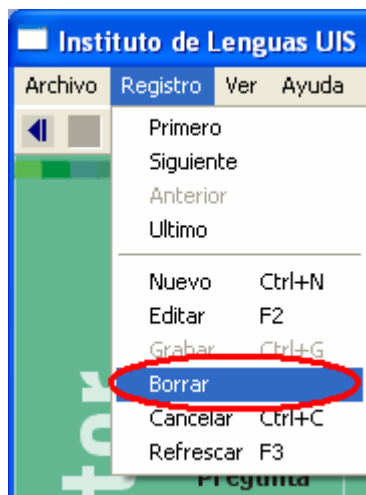 Instituto de Lenguas UIS
Archivo Registro Ver Ayuda
Primero
Siguiente
Anterior
Ultimo
Nuevo Ctrl+N
Editar F2
Grabar Ctrl+G
Borrar
Cancelar Ctrl+C
Refrescar F3
tor
Pregunta